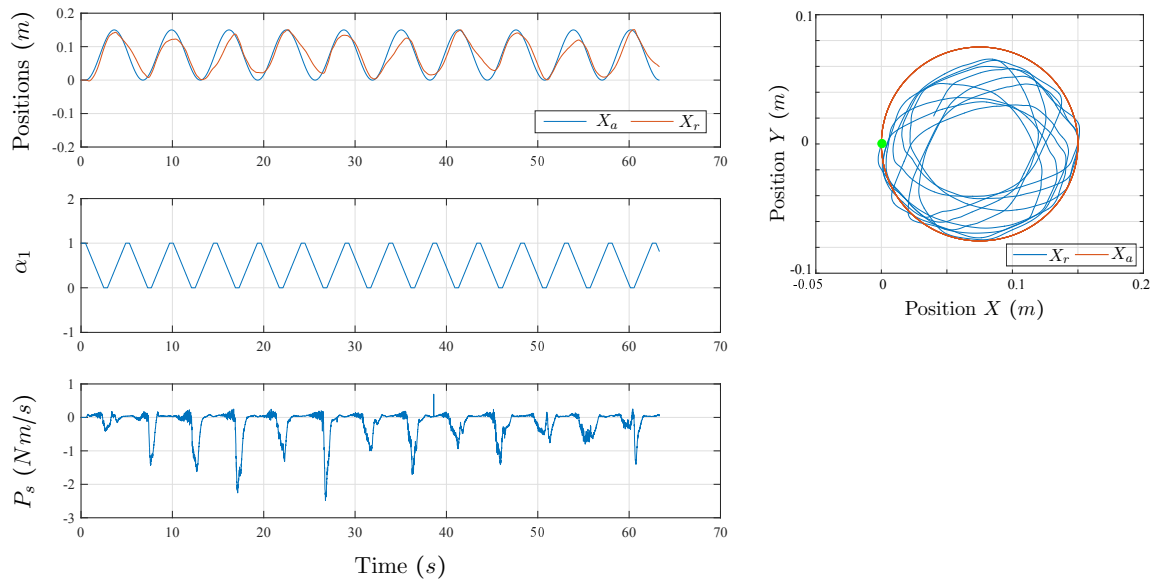 Positions (m)
0.2
0.1
0
-0.1
-0.2
X_a X_r
0 10 20 30 40 50 60 70
α_1
2
1
0
-1
0 10 20 30 40 50 60 70
P_s (Nm/s)
1
0
-1
-2
-3
0 10 20 30 40 50 60 70
Time (s)
Position Y (m)
0.1
0
-0.1
X_r X_a
-0.05 0 0.1 0.2
Position X (m)